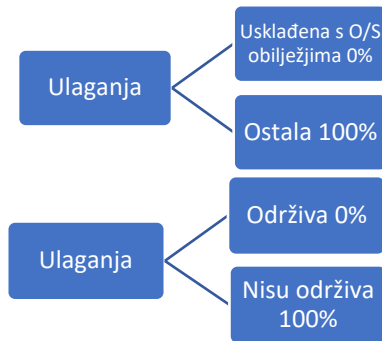 Ulaganja
Usklađena s O/S
obilježjima 0%
Ostala 100%
Ulaganja
Održiva 0%
Nisu održiva
100%